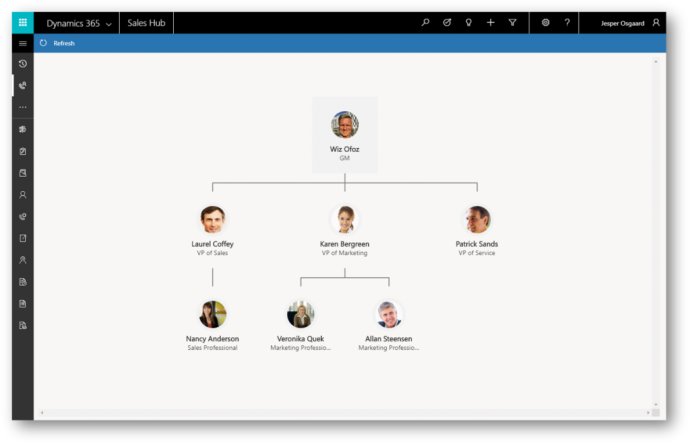 Dynamics 365
Sales Hub
?
Jesper Osgaard
Refresh
Wiz Ofoz
GM
Laurel Coffey
VP of Sales
Karen Bergreen
VP of Marketing
Patrick Sands
VP of Service
Nancy Anderson
Sales Professional
Veronika Quek
Marketing Professio...
Allan Steensen
Marketing Professio...